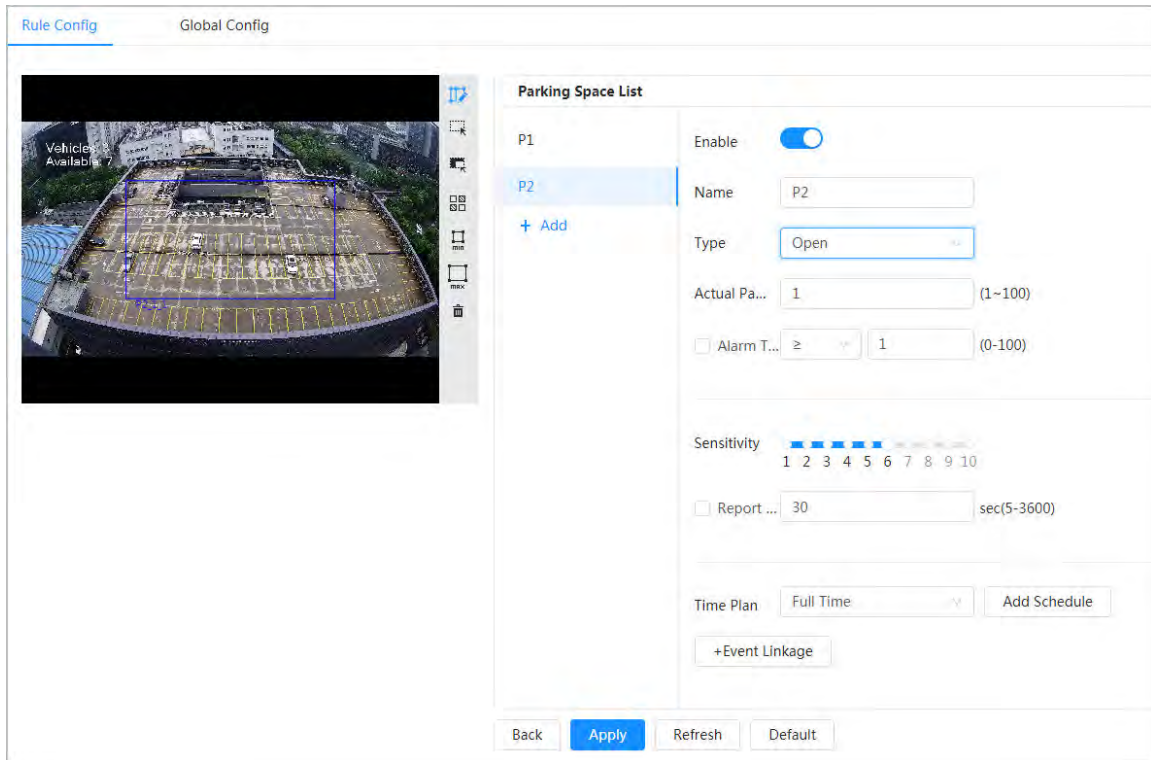 Rule Config Global Config
Vehicles: 3
Available: 7
min
max
Parking Space List
P1
P2
+ Add
Enable
Name P2
Type Open
Actual Pa... 1 (1~100)
Alarm T... ≥ 1 (0-100)
Sensitivity
1 2 3 4 5 6 7 8 9 10
Report ... 30 sec(5-3600)
Time Plan Full Time Add Schedule
+Event Linkage
Back Apply Refresh Default